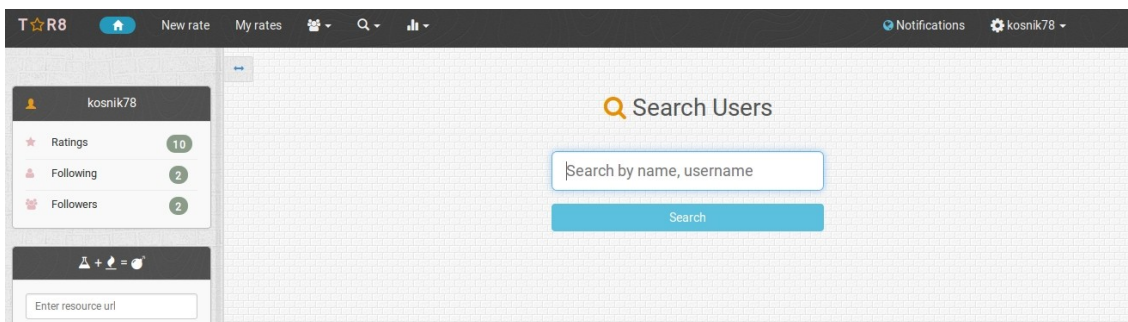 T☆R8 New rate My rates Notifications kosnik78
kosnik78
Ratings 10
Following 2
Followers 2
+ =
Enter resource url
Search Users
Search by name, username
Search